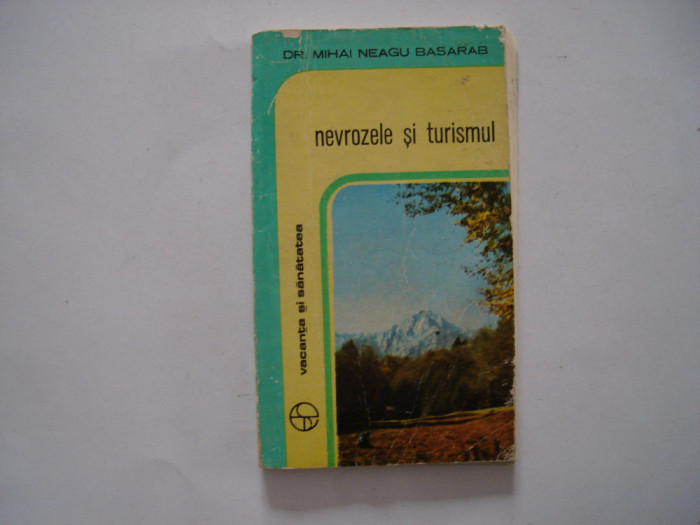 DR. MIHAI NEAGU BASARAB
nevrozele și turismul
vacanța și sănătatea